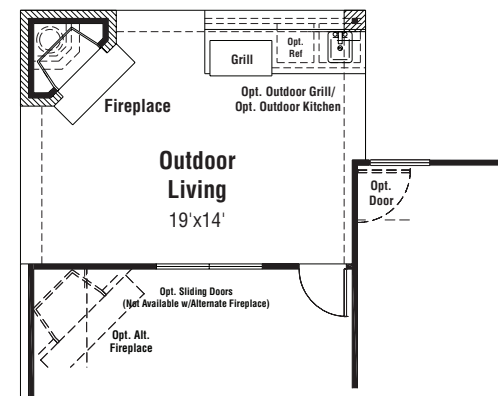 Opt.
Ref
Grill
Opt. Outdoor Grill/
Opt. Outdoor Kitchen
Fireplace
Outdoor
Living
19'x14'
Opt.
Door
Opt. Sliding Doors
(Not Available w/Alternate Fireplace)
Opt. Alt.
Fireplace